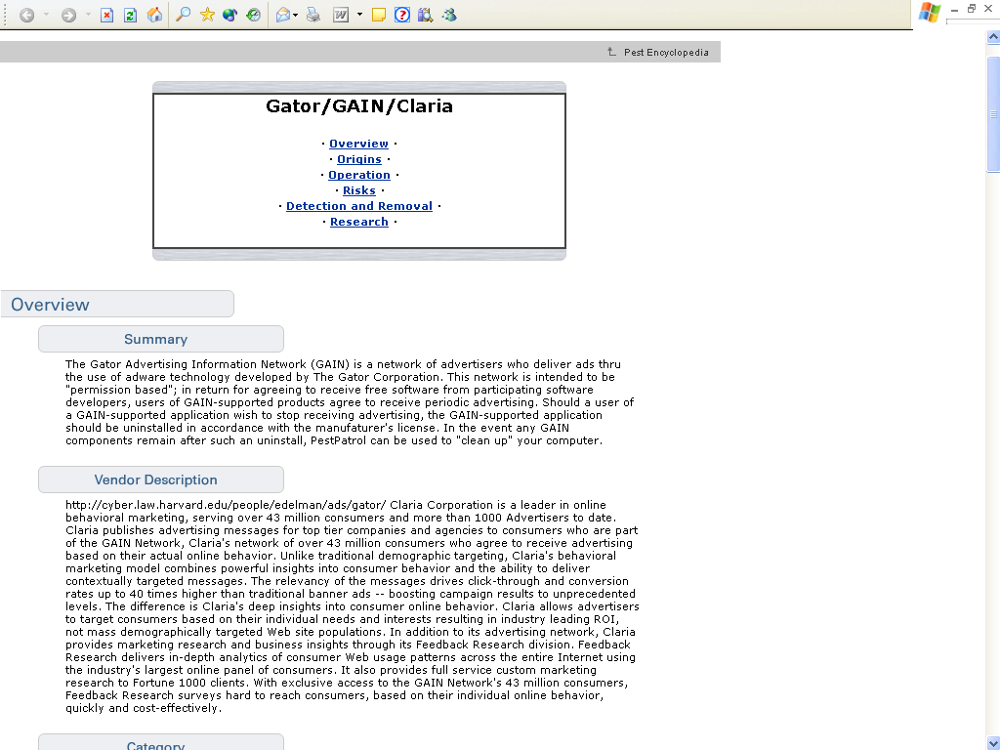 Pest Encyclopedia
Gator/GAIN/Claria
· Overview ·
· Origins ·
· Operation ·
· Risks ·
· Detection and Removal ·
· Research ·
Overview
Summary
The Gator Advertising Information Network (GAIN) is a network of advertisers who deliver ads thru
the use of adware technology developed by The Gator Corporation. This network is intended to be
"permission based"; in return for agreeing to receive free software from participating software
developers, users of GAIN-supported products agree to receive periodic advertising. Should a user of
a GAIN-supported application wish to stop receiving advertising, the GAIN-supported application
should be uninstalled in accordance with the manufaturer's license. In the event any GAIN
components remain after such an uninstall, PestPatrol can be used to "clean up" your computer.
Vendor Description
http://cyber.law.harvard.edu/people/edelman/ads/gator/ Claria Corporation is a leader in online
behavioral marketing, serving over 43 million consumers and more than 1000 Advertisers to date.
Claria publishes advertising messages for top tier companies and agencies to consumers who are part
of the GAIN Network, Claria's network of over 43 million consumers who agree to receive advertising
based on their actual online behavior. Unlike traditional demographic targeting, Claria's behavioral
marketing model combines powerful insights into consumer behavior and the ability to deliver
contextually targeted messages. The relevancy of the messages drives click-through and conversion
rates up to 40 times higher than traditional banner ads -- boosting campaign results to unprecedented
levels. The difference is Claria's deep insights into consumer online behavior. Claria allows advertisers
to target consumers based on their individual needs and interests resulting in industry leading ROI,
not mass demographically targeted Web site populations. In addition to its advertising network, Claria
provides marketing research and business insights through its Feedback Research division. Feedback
Research delivers in-depth analytics of consumer Web usage patterns across the entire Internet using
the industry's largest online panel of consumers. It also provides full service custom marketing
research to Fortune 1000 clients. With exclusive access to the GAIN Network's 43 million consumers,
Feedback Research surveys hard to reach consumers, based on their individual online behavior,
quickly and cost-effectively.
Category